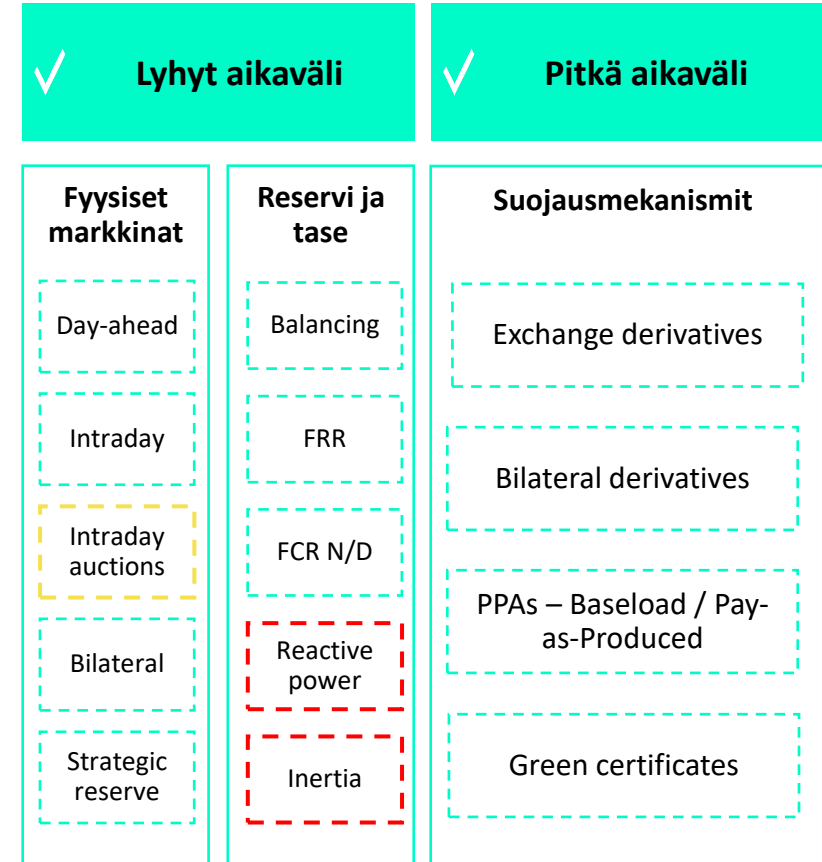 Lyhyt aikaväli
Pitkä aikaväli
Fyysiset
markkinat
Day-ahead
Intraday
Intraday
auctions
Bilateral
Strategic
reserve
Reservi ja
tase
Balancing
FRR
FCR N/D
Reactive
power
Inertia
Suojausmekanismit
Exchange derivatives
Bilateral derivatives
PPAs – Baseload / Pay-
as-Produced
Green certificates